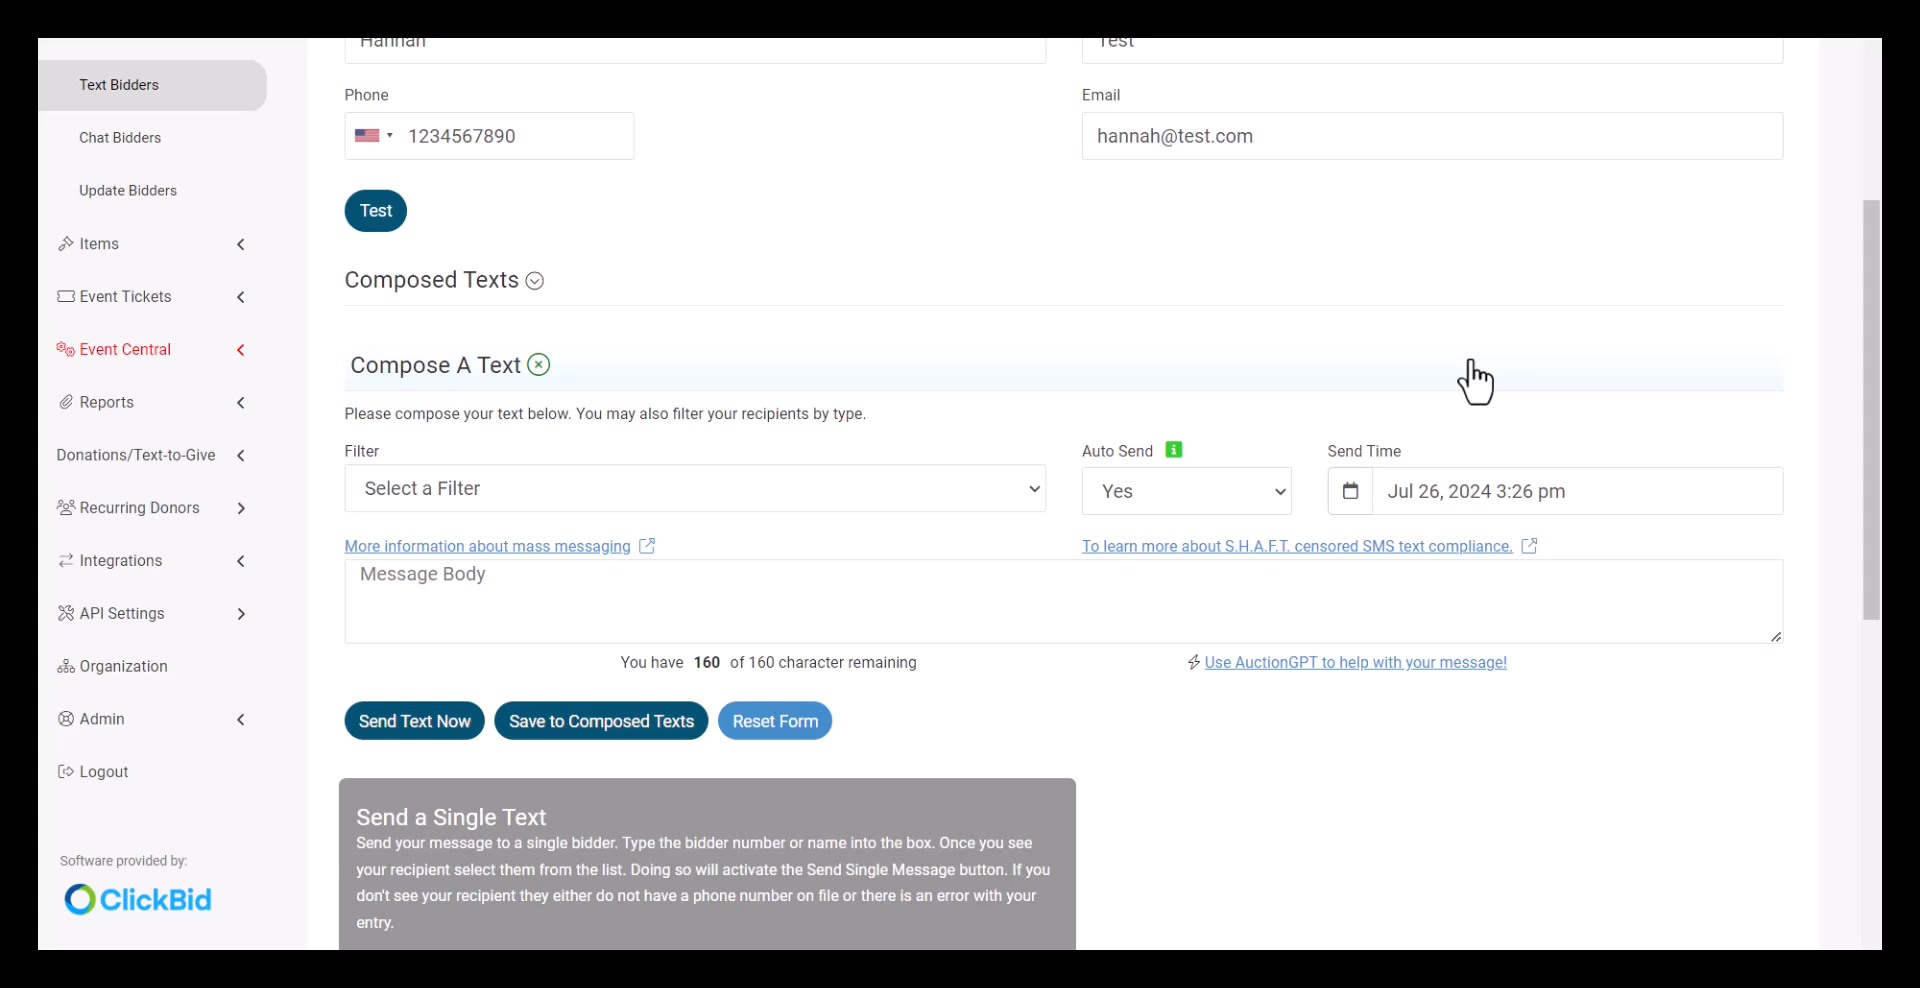 Hannah
Test
Text Bidders
Phone
Email
1234567890
hannah@test.com
Chat Bidders
Update Bidders
Test
Items
Composed Texts
Event Tickets
Event Central
Compose A Text
Reports
Please compose your text below. You may also filter your recipients by type.
Donations/Text-to-Give
Filter
Auto Send
Send Time
Select a Filter
Yes
Jul 26, 2024 3:26 pm
Recurring Donors
More information about mass messaging
To learn more about S.H.A.F.T. censored SMS text compliance.
Integrations
Message Body
API Settings
Organization
You have 160 of 160 character remaining
Use AuctionGPT to help with your message!
Admin
Send Text Now
Save to Composed Texts
Reset Form
Logout
Send a Single Text
Send your message to a single bidder. Type the bidder number or name into the box. Once you see
your recipient select them from the list. Doing so will activate the Send Single Message button. If you
don't see your recipient they either do not have a phone number on file or there is an error with your
entry.
Software provided by:
ClickBid